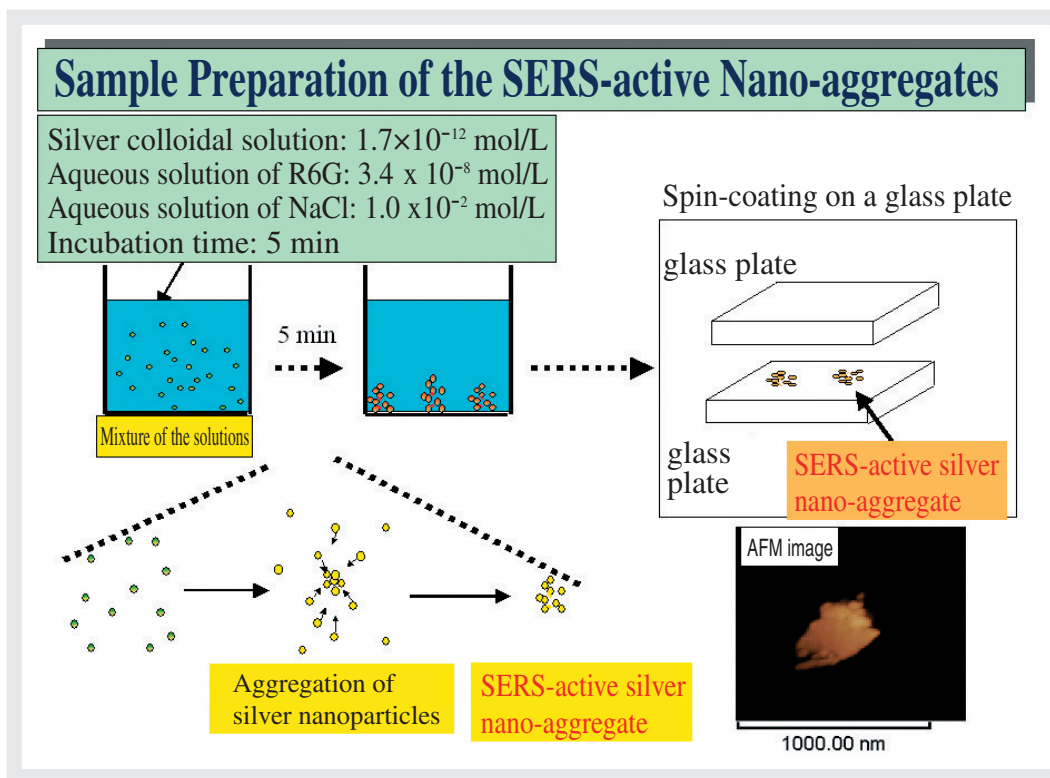 Sample Preparation of the SERS-active Nano-aggregates
Silver colloidal solution: 1.7×10⁻¹² mol/L
Aqueous solution of R6G: 3.4 x 10⁻⁸ mol/L
Aqueous solution of NaCl: 1.0 x10⁻² mol/L
Incubation time: 5 min
Spin-coating on a glass plate
glass plate
5 min
Mixture of the solutions
glass
plate
SERS-active silver
nano-aggregate
AFM image
Aggregation of
silver nanoparticles
SERS-active silver
nano-aggregate
1000.00 nm